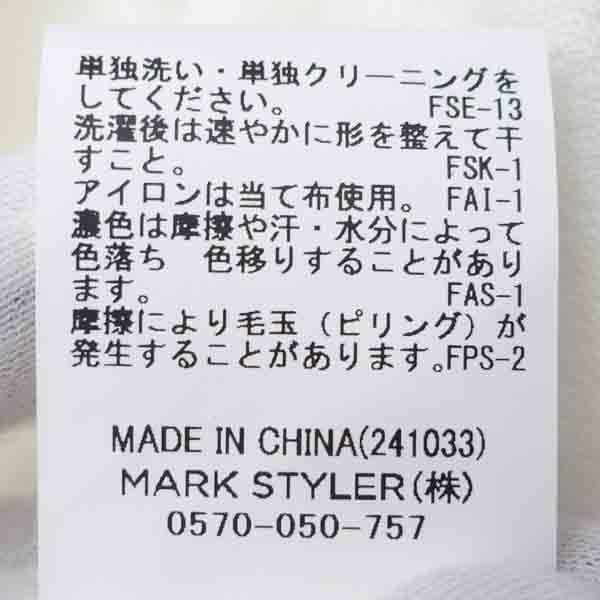 単独洗い・単独クリーニングを
してください。 FSE-13
洗濯後は速やかに形を整えて干
すこと。 FSK-1
アイロンは当て布使用。 FAI-1
濃色は摩擦や汗・水分によって
色落ち 色移りすることがあり
ます。 FAS-1
摩擦により毛玉（ピリング）が
発生することがあります。FPS-2
MADE IN CHINA(241033)
MARK STYLER(株)
0570-050-757